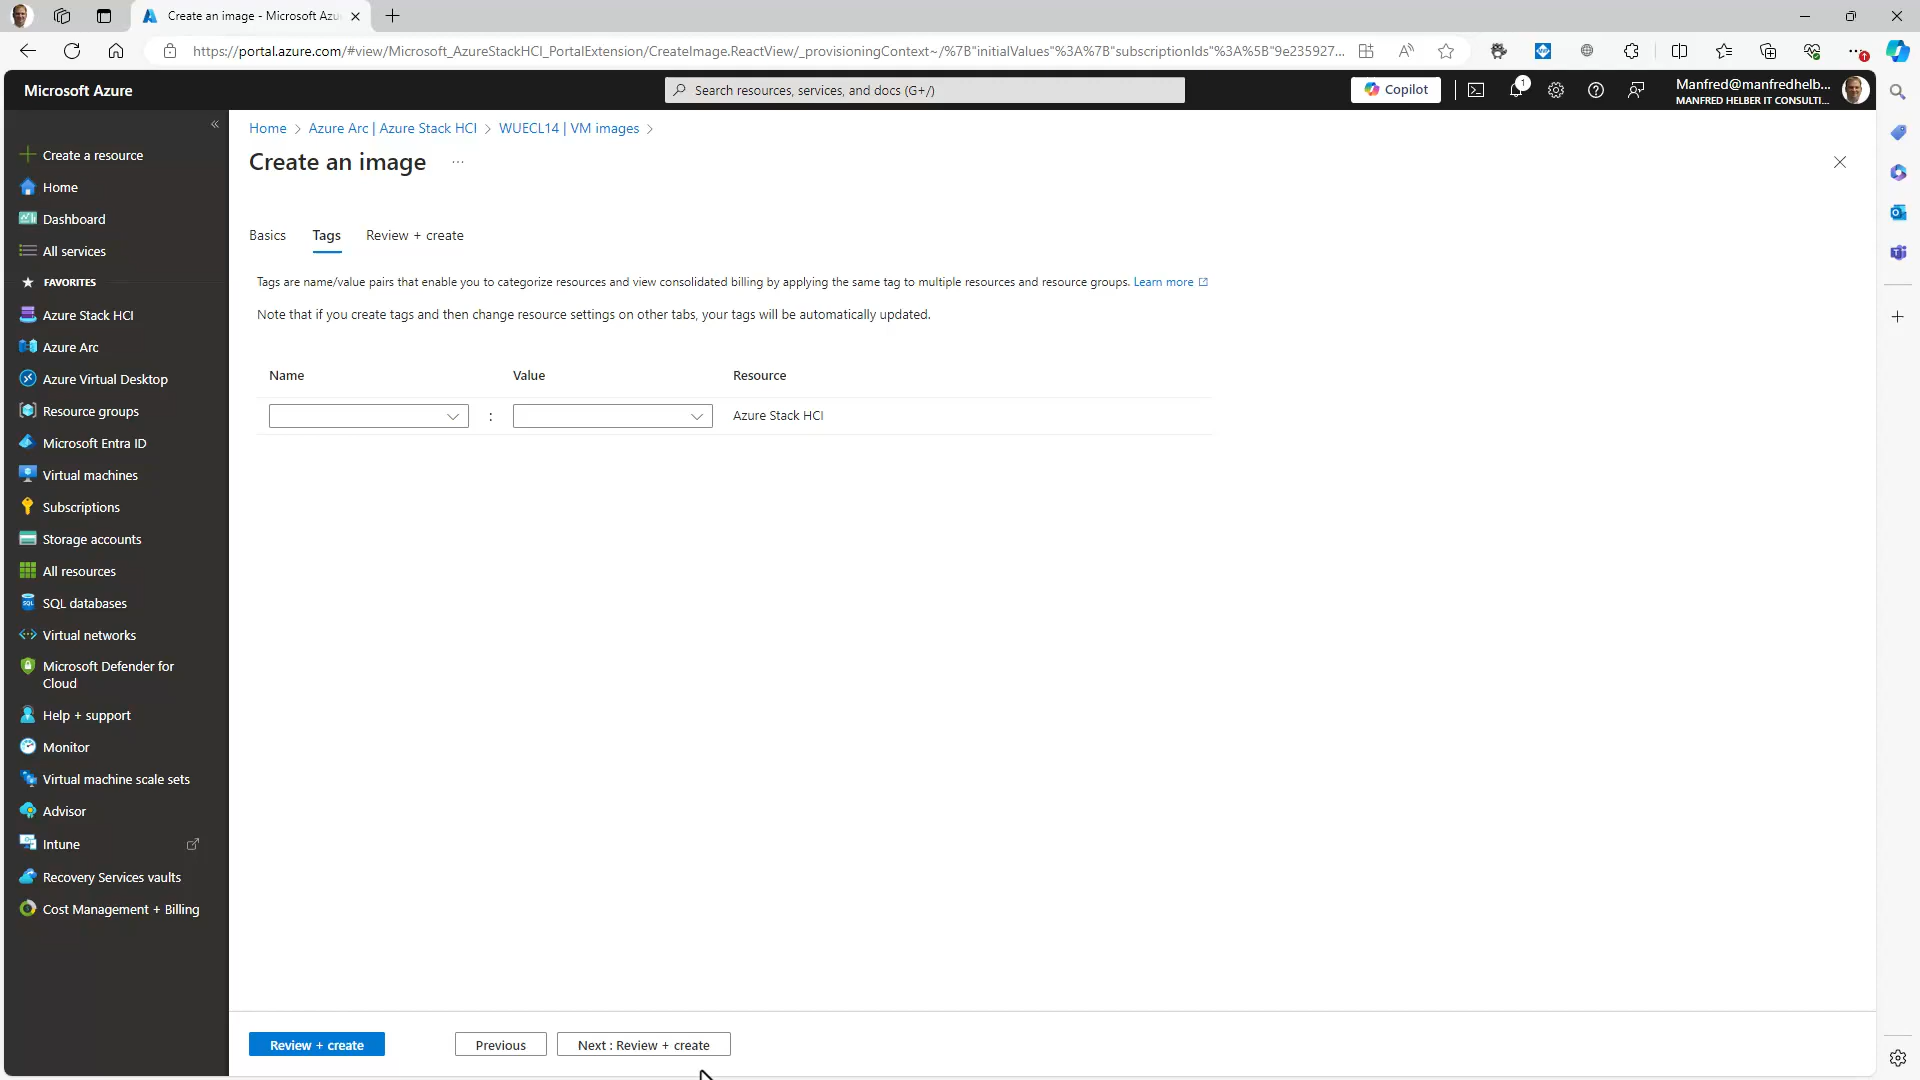 Create an image - Microsoft Azu
https://portal.azure.com/#view/Microsoft_AzureStackHCI_PortalExtension/CreateImage.ReactView/_provisioningContext~/%7B"initialValues"%3A%7B"subscriptionIds"%3A%5B"9e235927...
Microsoft Azure
Search resources, services, and docs (G+/)
Copilot
1
Manfred@manfredhelb...
MANFRED HELBER IT CONSULTI...
Home > Azure Arc | Azure Stack HCI > WUECL14 | VM images >
Create an image ...
Create a resource
Home
Dashboard
All services
FAVORITES
Azure Stack HCI
Azure Arc
Azure Virtual Desktop
Resource groups
Microsoft Entra ID
Virtual machines
Subscriptions
Storage accounts
All resources
SQL databases
Virtual networks
Microsoft Defender for
Cloud
Help + support
Monitor
Virtual machine scale sets
Advisor
Intune
Recovery Services vaults
Cost Management + Billing
Basics
Tags
Review + create
Tags are name/value pairs that enable you to categorize resources and view consolidated billing by applying the same tag to multiple resources and resource groups. Learn more
Note that if you create tags and then change resource settings on other tabs, your tags will be automatically updated.
Name
Value
Resource
:
Azure Stack HCI
Review + create
Previous
Next : Review + create